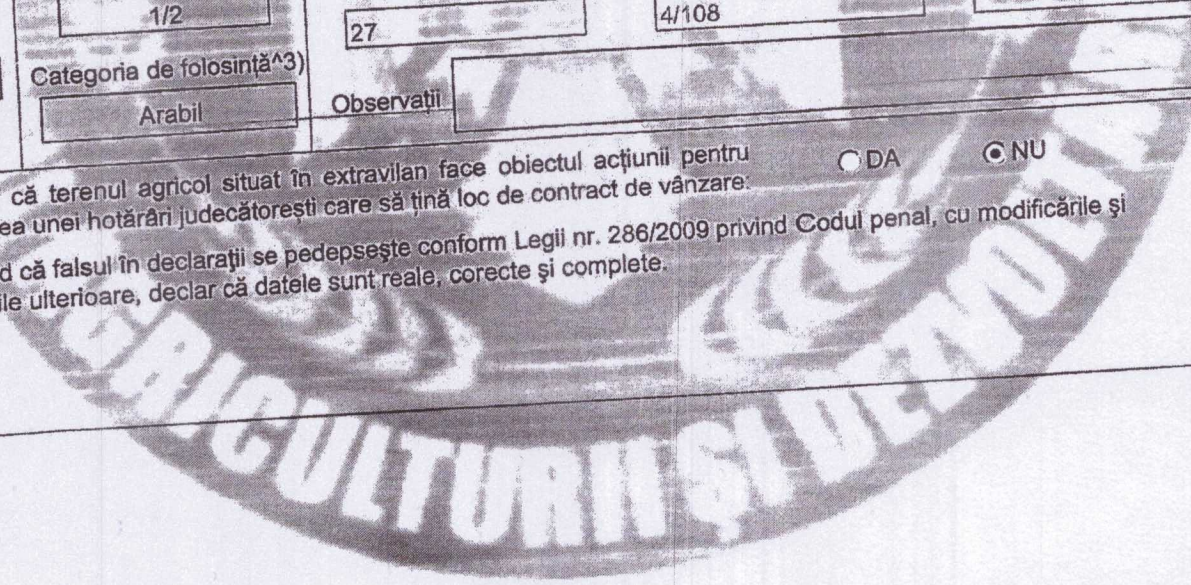 1/2
27
4/108
Categoria de folosință^3)
Arabil
Observații
că terenul agricol situat în extravilan face obiectul acțiunii pentru
DA
NU
ea unei hotărâri judecătorești care să țină loc de contract de vânzare:
d că falsul în declarații se pedepsește conform Legii nr. 286/2009 privind Codul penal, cu modificările și
ile ulterioare, declar că datele sunt reale, corecte și complete.
GRICULTURII ȘI DEZVOLT